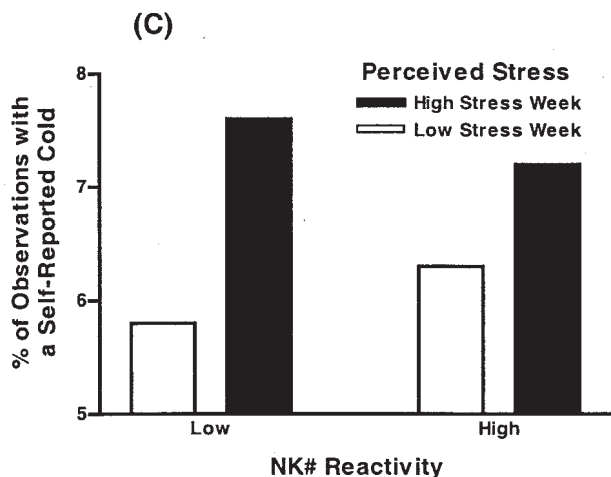 (C)
Perceived Stress
High Stress Week
Low Stress Week
% of Observations with
a Self-Reported Cold
8
7
6
5
Low
High
NK# Reactivity